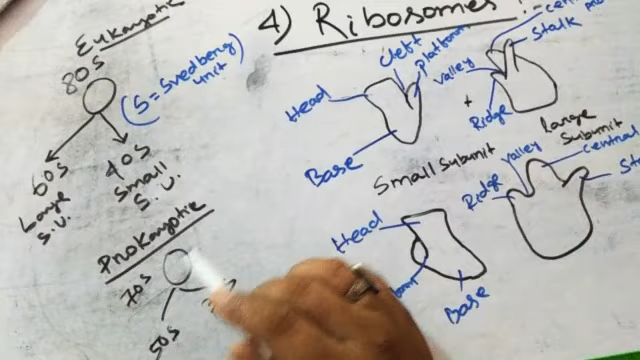 4) Ribosomes :-
Eukaryotic
80S
(S = Svedberg
unit)
60S
Large
S.U.
40S
Small
S.U.
Prokaryotic
70S
50S
Head
Cleft
Platform
Base
Small Subunit
Valley
Stalk
Ridge
Large
Subunit
Head
Base
Ridge
Valley
Central